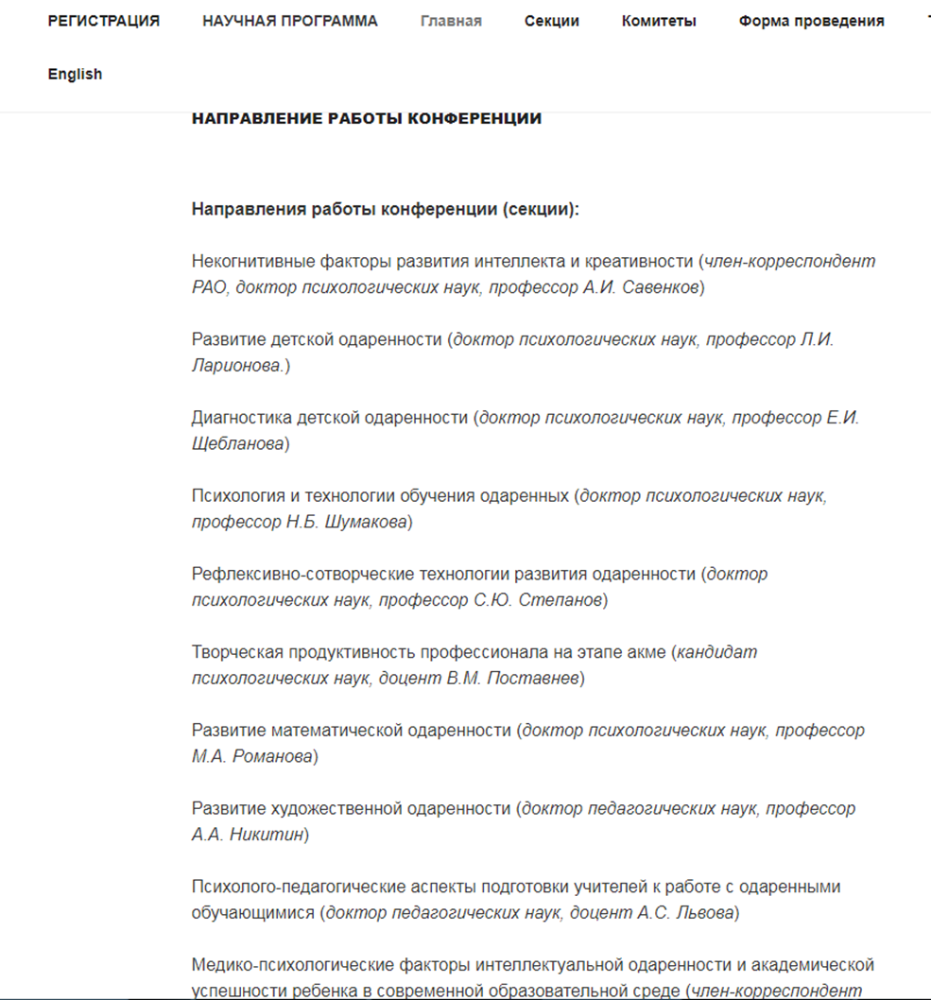 РЕГИСТРАЦИЯ НАУЧНАЯ ПРОГРАММА Главная Секции Комитеты Форма проведения
English
НАПРАВЛЕНИЕ РАБОТЫ КОНФЕРЕНЦИИ
Направления работы конференции (секции):
Некогнитивные факторы развития интеллекта и креативности (член-корреспондент
РАО, доктор психологических наук, профессор А.И. Савенков)
Развитие детской одаренности (доктор психологических наук, профессор Л.И.
Ларионова.)
Диагностика детской одаренности (доктор психологических наук, профессор Е.И.
Щебланова)
Психология и технологии обучения одаренных (доктор психологических наук,
профессор Н.Б. Шумакова)
Рефлексивно-сотворческие технологии развития одаренности (доктор
психологических наук, профессор С.Ю. Степанов)
Творческая продуктивность профессионала на этапе акме (кандидат
психологических наук, доцент В.М. Поставнев)
Развитие математической одаренности (доктор психологических наук, профессор
М.А. Романова)
Развитие художественной одаренности (доктор педагогических наук, профессор
А.А. Никитин)
Психолого-педагогические аспекты подготовки учителей к работе с одаренными
обучающимися (доктор педагогических наук, доцент А.С. Львова)
Медико-психологические факторы интеллектуальной одаренности и академической
успешности ребенка в современной образовательной среде (член-корреспондент